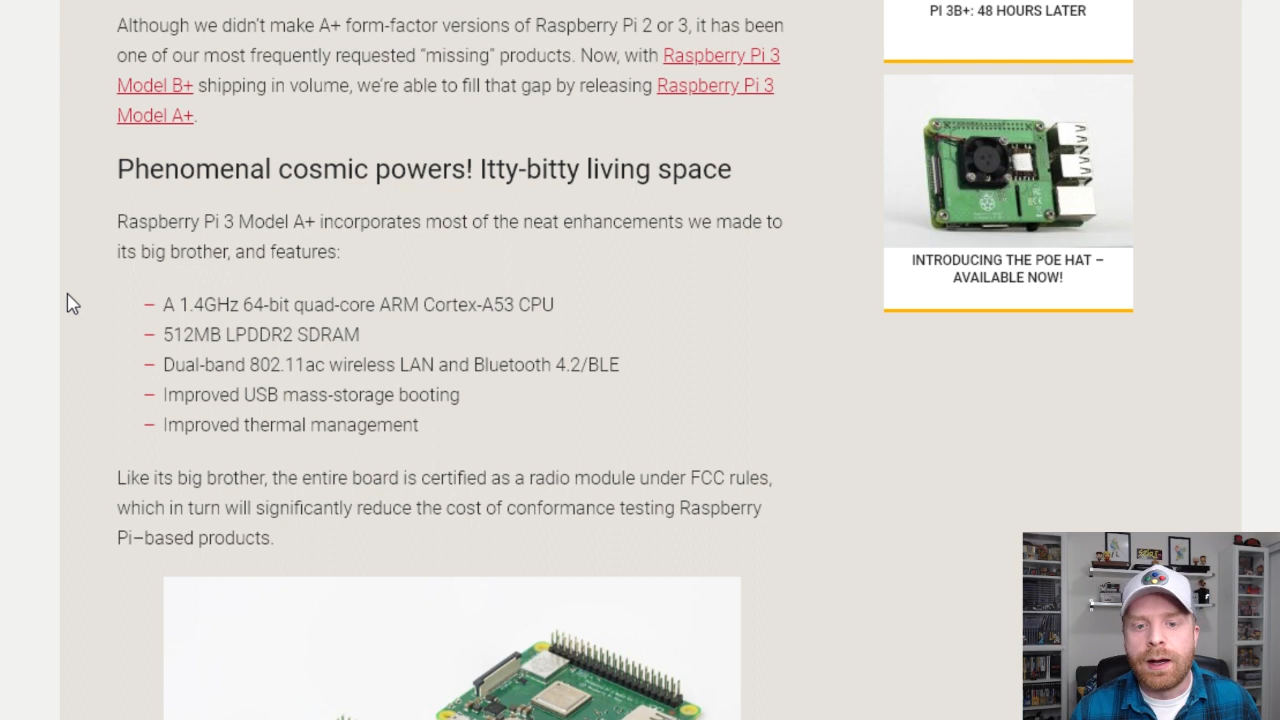 Although we didn't make A+ form-factor versions of Raspberry Pi 2 or 3, it has been
one of our most frequently requested “missing” products. Now, with Raspberry Pi 3
Model B+ shipping in volume, we're able to fill that gap by releasing Raspberry Pi 3
Model A+.
Phenomenal cosmic powers! Itty-bitty living space
Raspberry Pi 3 Model A+ incorporates most of the neat enhancements we made to
its big brother, and features:
– A 1.4GHz 64-bit quad-core ARM Cortex-A53 CPU
– 512MB LPDDR2 SDRAM
– Dual-band 802.11ac wireless LAN and Bluetooth 4.2/BLE
– Improved USB mass-storage booting
– Improved thermal management
Like its big brother, the entire board is certified as a radio module under FCC rules,
which in turn will significantly reduce the cost of conformance testing Raspberry
Pi–based products.
PI 3B+: 48 HOURS LATER
INTRODUCING THE POE HAT –
AVAILABLE NOW!